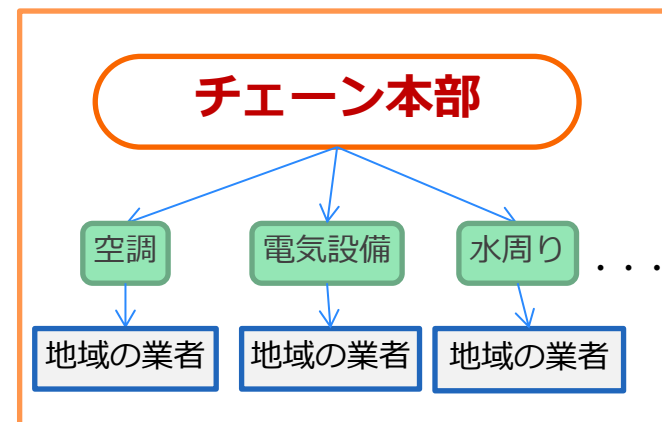 チェーン本部
空調
電気設備
水周り
・・・
地域の業者
地域の業者
地域の業者